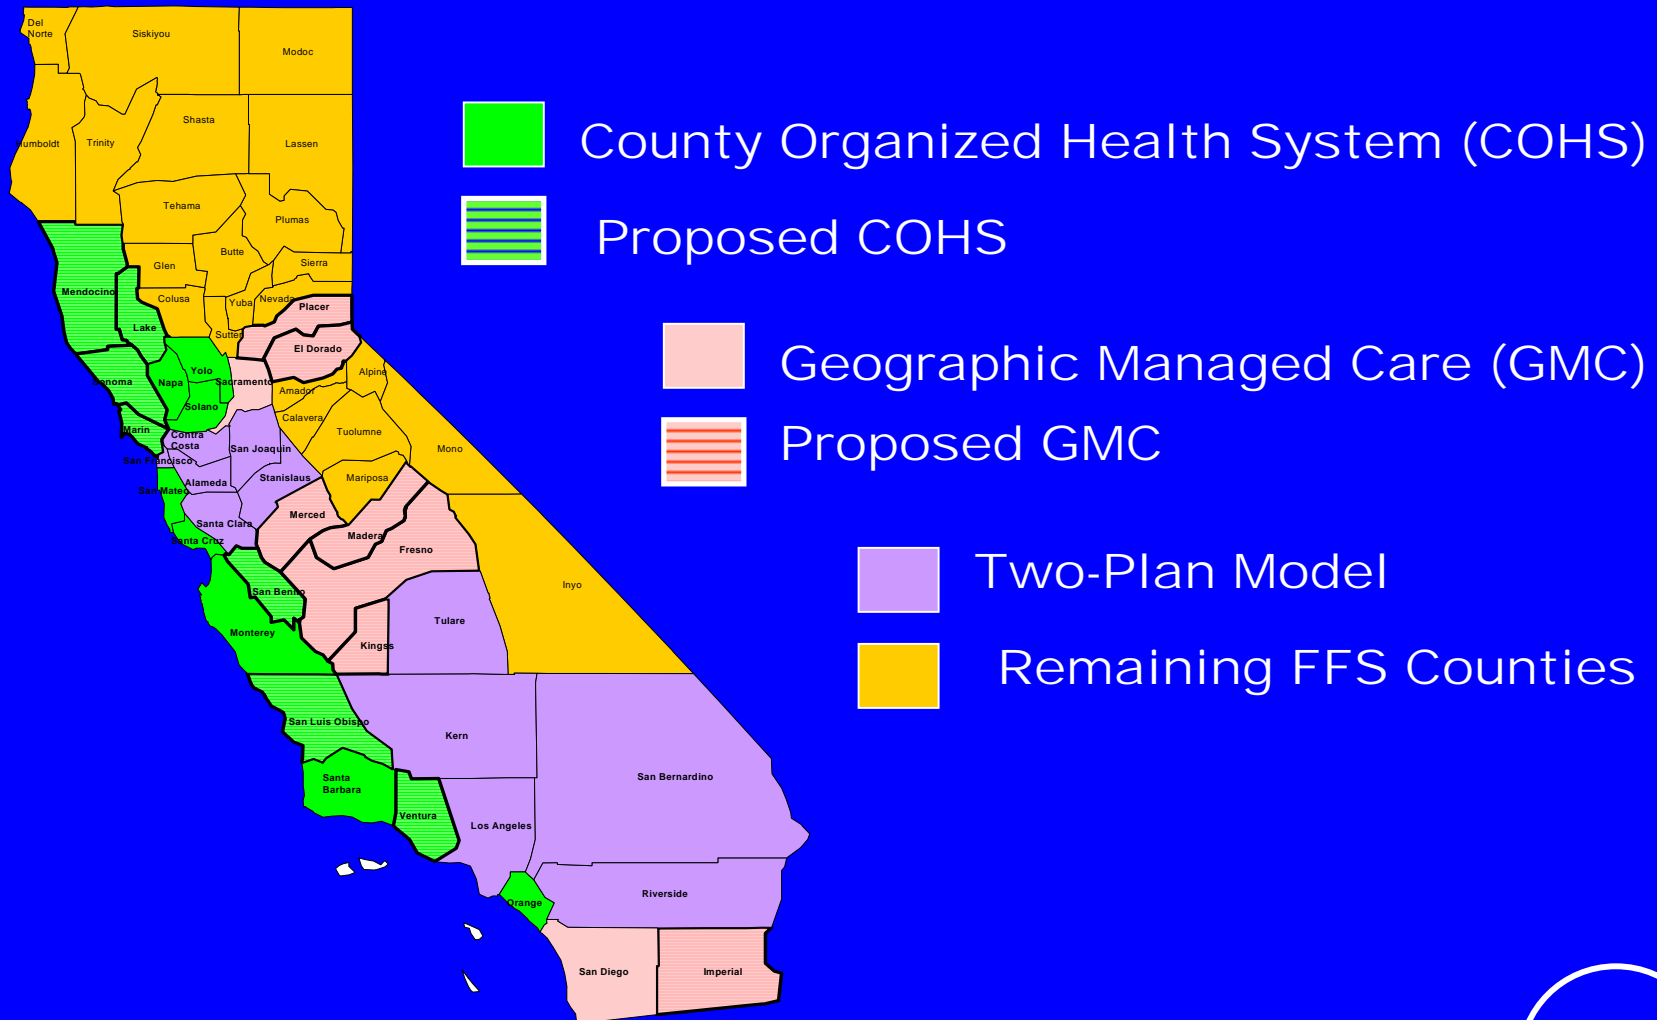 Del
Norte
Siskiyou
Modoc
Humboldt
Trinity
Shasta
Lassen
Tehama
Plumas
Butte
Glen
Sierra
Mendocino
Colusa
Yuba
Nevada
Placer
Lake
Sutter
El Dorado
Yolo
Sonoma
Napa
Sacramento
Alpine
Amador
Solano
Calavera
Marin
Contra
Costa
Tuolumne
San Joaquin
Mono
San Francisco
Alameda
Stanislaus
Mariposa
San Mateo
Merced
Santa Clara
Madera
Santa Cruz
Fresno
Inyo
San Benito
Tulare
Monterey
Kingss
San Luis Obispo
Kern
Santa
Barbara
San Bernardino
Ventura
Los Angeles
Riverside
Orange
San Diego
Imperial
County Organized Health System (COHS)
Proposed COHS
Geographic Managed Care (GMC)
Proposed GMC
Two-Plan Model
Remaining FFS Counties